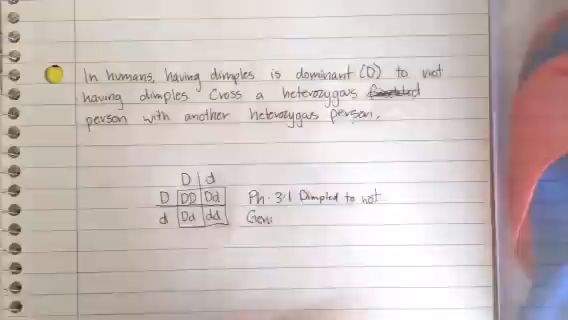 In humans, having dimples is dominant (D) to not
having dimples Cross a heterozygous
person with another heterozygous person.
D d
D DD Dd Ph: 3:1 Dimpled to not
d Dd dd Geno